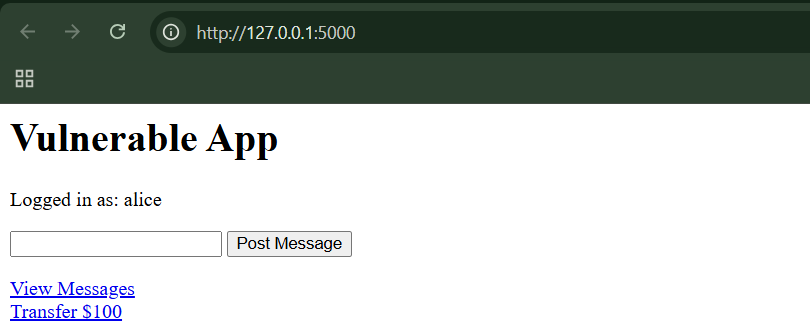 http://127.0.0.1:5000
Vulnerable App
Logged in as: alice
Post Message
View Messages
Transfer $100